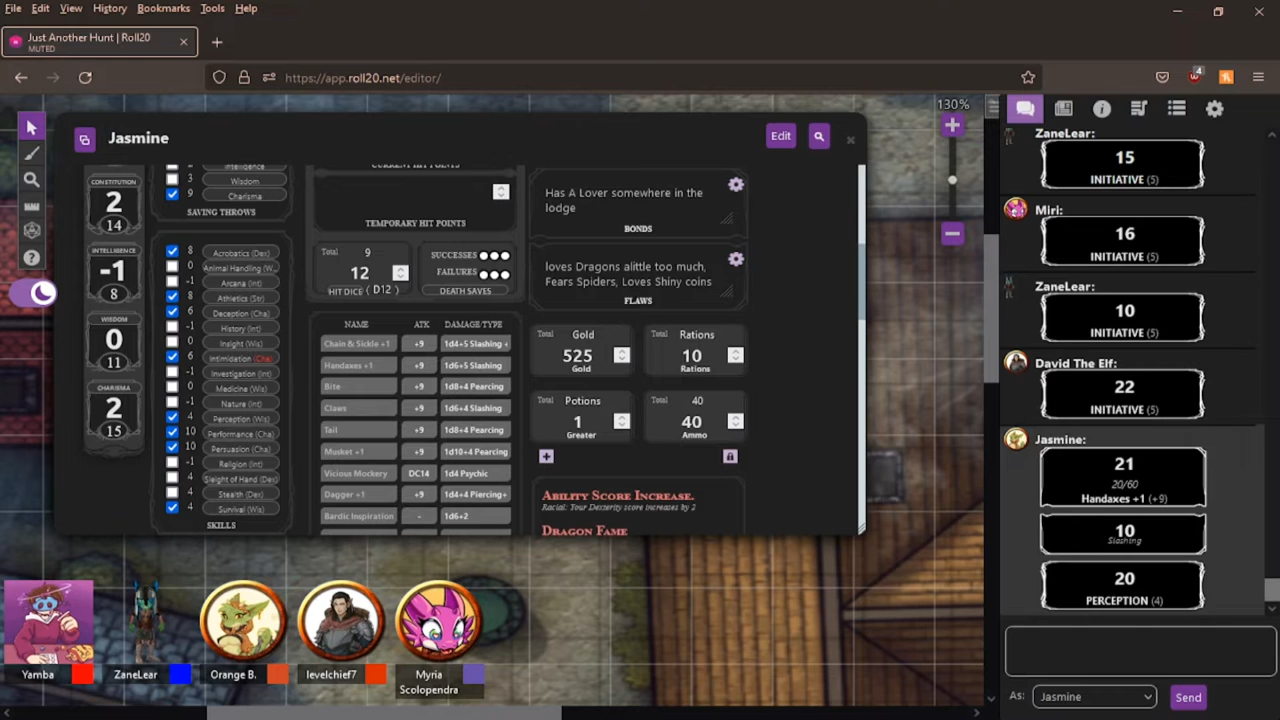 File Edit View History Bookmarks Tools Help
Just Another Hunt | Roll20
MUTED
https://app.roll20.net/editor/
4
130%
Jasmine
Edit
CONSTITUTION
2
14
INTELLIGENCE
-1
8
WISDOM
0
11
CHARISMA
2
15
Intelligence
3 Wisdom
9 Charisma
SAVING THROWS
8 Acrobatics (Dex)
0 Animal Handling (W...
-1 Arcana (Int)
8 Athletics (Str)
6 Deception (Cha)
-1 History (Int)
0 Insight (Wis)
6 Intimidation (Cha)
-1 Investigation (Int)
0 Medicine (Wis)
-1 Nature (Int)
4 Perception (Wis)
10 Performance (Cha)
10 Persuasion (Cha)
-1 Religion (Int)
4 Sleight of Hand (Dex)
4 Stealth (Dex)
4 Survival (Wis)
SKILLS
CURRENT HIT POINTS
TEMPORARY HIT POINTS
Total 9
12
HIT DICE ( D12 )
SUCCESSES
FAILURES
DEATH SAVES
NAME ATK DAMAGE/TYPE
Chain & Sickle +1 +9 1d4+5 Slashing +
Handaxes +1 +9 1d6+5 Slashing
Bite +9 1d8+4 Pearcing
Claws +9 1d6+4 Slashing
Tail +9 1d8+4 Pearcing
Musket +1 +9 1d10+4 Pearcing
Vicious Mockery DC14 1d4 Psychic
Dagger +1 +9 1d4+4 Piercing+
Bardic Inspiration - 1d6+2
Has A Lover somewhere in the
lodge
BONDS
loves Dragons alittle too much,
Fears Spiders, Loves Shiny coins
FLAWS
Total Gold
525
Gold
Total Rations
10
Rations
Total Potions
1
Greater
Total 40
40
Ammo
+
ABILITY SCORE INCREASE.
Racial: Your Dexterity score increases by 2
DRAGON FAME
ZaneLear:
15
INITIATIVE (5)
Miri:
16
INITIATIVE (5)
ZaneLear:
10
INITIATIVE (5)
David The Elf:
22
INITIATIVE (5)
Jasmine:
21
20/60
Handaxes +1 (+9)
10
Slashing
20
PERCEPTION (4)
As: Jasmine Send
Yamba
ZaneLear
Orange B.
levelchief7
Myria
Scolopendra